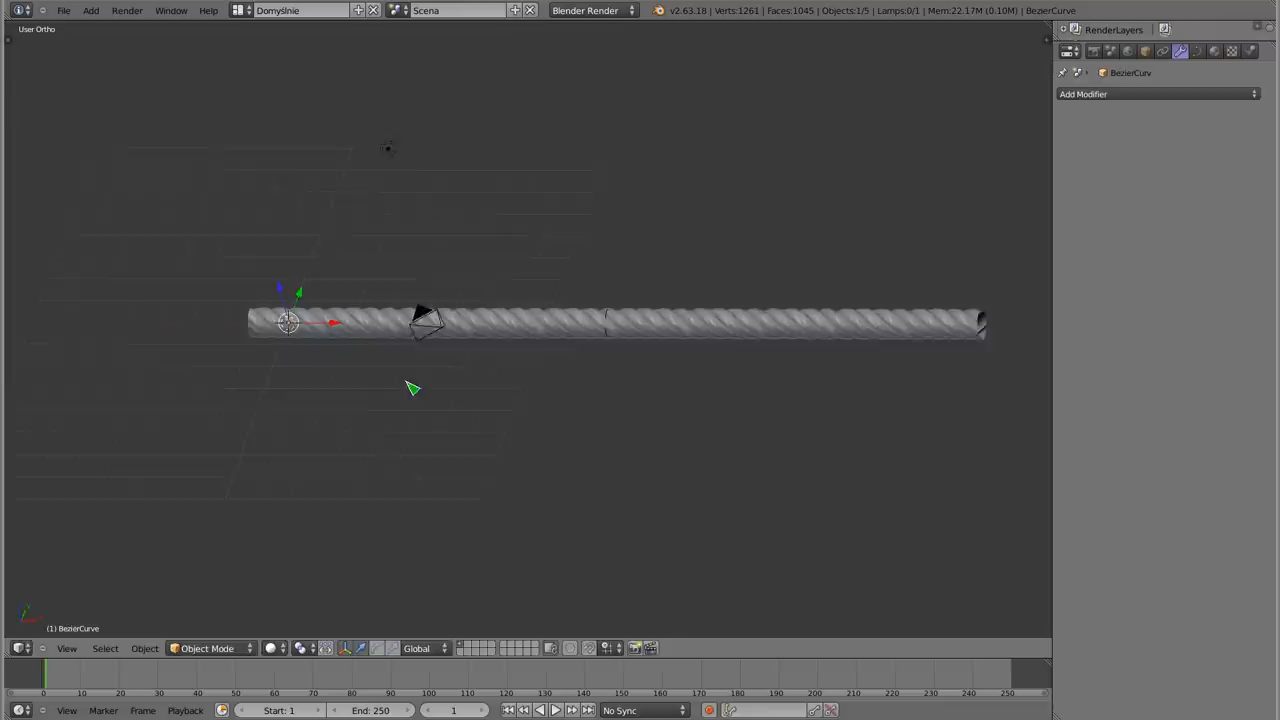 File Add Render Window Help Domyślnie Scena Blender Render v2.63.18 | Verts:1261 | Faces:1045 | Objects:1/5 | Lamps:0/1 | Mem:22.17M (0.10M) | BezierCurve
User Ortho
RenderLayers
BezierCurv
Add Modifier
(1) BezierCurve
View Select Object Object Mode Global
0 10 20 30 40 50 60 70 80 90 100 110 120 130 140 150 160 170 180 190 200 210 220 230 240 250
View Marker Frame Playback Start: 1 End: 250 1 No Sync